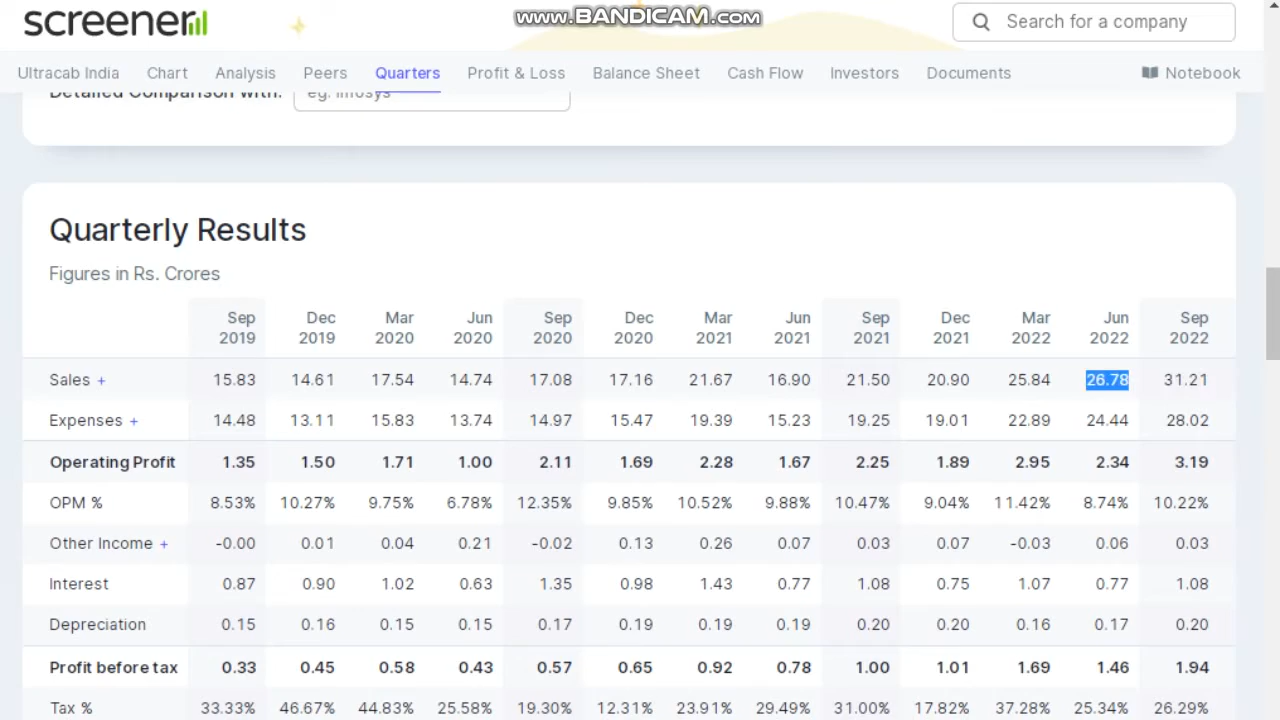 screener
www.BANDICAM.com
Search for a company
Ultracab India Chart Analysis Peers Quarters Profit & Loss Balance Sheet Cash Flow Investors Documents Notebook
Detailed Comparison with: eg. Infosys
Quarterly Results
Figures in Rs. Crores
Sep 2019 Dec 2019 Mar 2020 Jun 2020 Sep 2020 Dec 2020 Mar 2021 Jun 2021 Sep 2021 Dec 2021 Mar 2022 Jun 2022 Sep 2022
Sales + 15.83 14.61 17.54 14.74 17.08 17.16 21.67 16.90 21.50 20.90 25.84 26.78 31.21
Expenses + 14.48 13.11 15.83 13.74 14.97 15.47 19.39 15.23 19.25 19.01 22.89 24.44 28.02
Operating Profit 1.35 1.50 1.71 1.00 2.11 1.69 2.28 1.67 2.25 1.89 2.95 2.34 3.19
OPM % 8.53% 10.27% 9.75% 6.78% 12.35% 9.85% 10.52% 9.88% 10.47% 9.04% 11.42% 8.74% 10.22%
Other Income + -0.00 0.01 0.04 0.21 -0.02 0.13 0.26 0.07 0.03 0.07 -0.03 0.06 0.03
Interest 0.87 0.90 1.02 0.63 1.35 0.98 1.43 0.77 1.08 0.75 1.07 0.77 1.08
Depreciation 0.15 0.16 0.15 0.15 0.17 0.19 0.19 0.19 0.20 0.20 0.16 0.17 0.20
Profit before tax 0.33 0.45 0.58 0.43 0.57 0.65 0.92 0.78 1.00 1.01 1.69 1.46 1.94
Tax % 33.33% 46.67% 44.83% 25.58% 19.30% 12.31% 23.91% 29.49% 31.00% 17.82% 37.28% 25.34% 26.29%